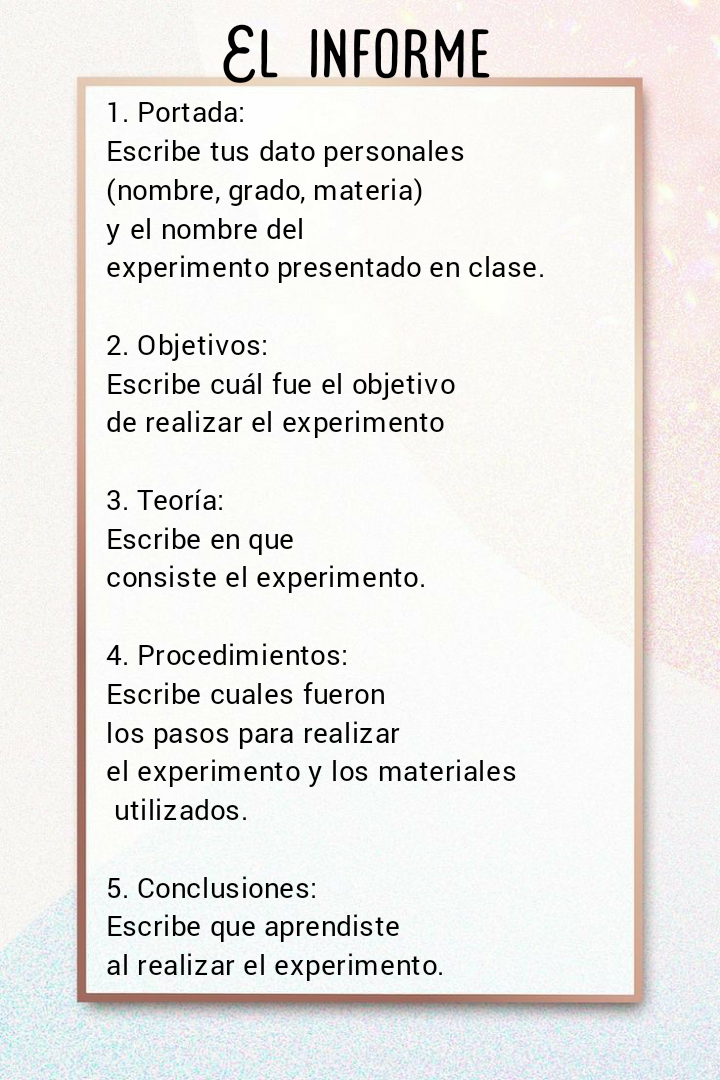 El informe
1. Portada:
Escribe tus dato personales
(nombre, grado, materia)
y el nombre del
experimento presentado en clase.
2. Objetivos:
Escribe cuál fue el objetivo
de realizar el experimento
3. Teoría:
Escribe en que
consiste el experimento.
4. Procedimientos:
Escribe cuales fueron
los pasos para realizar
el experimento y los materiales
utilizados.
5. Conclusiones:
Escribe que aprendiste
al realizar el experimento.